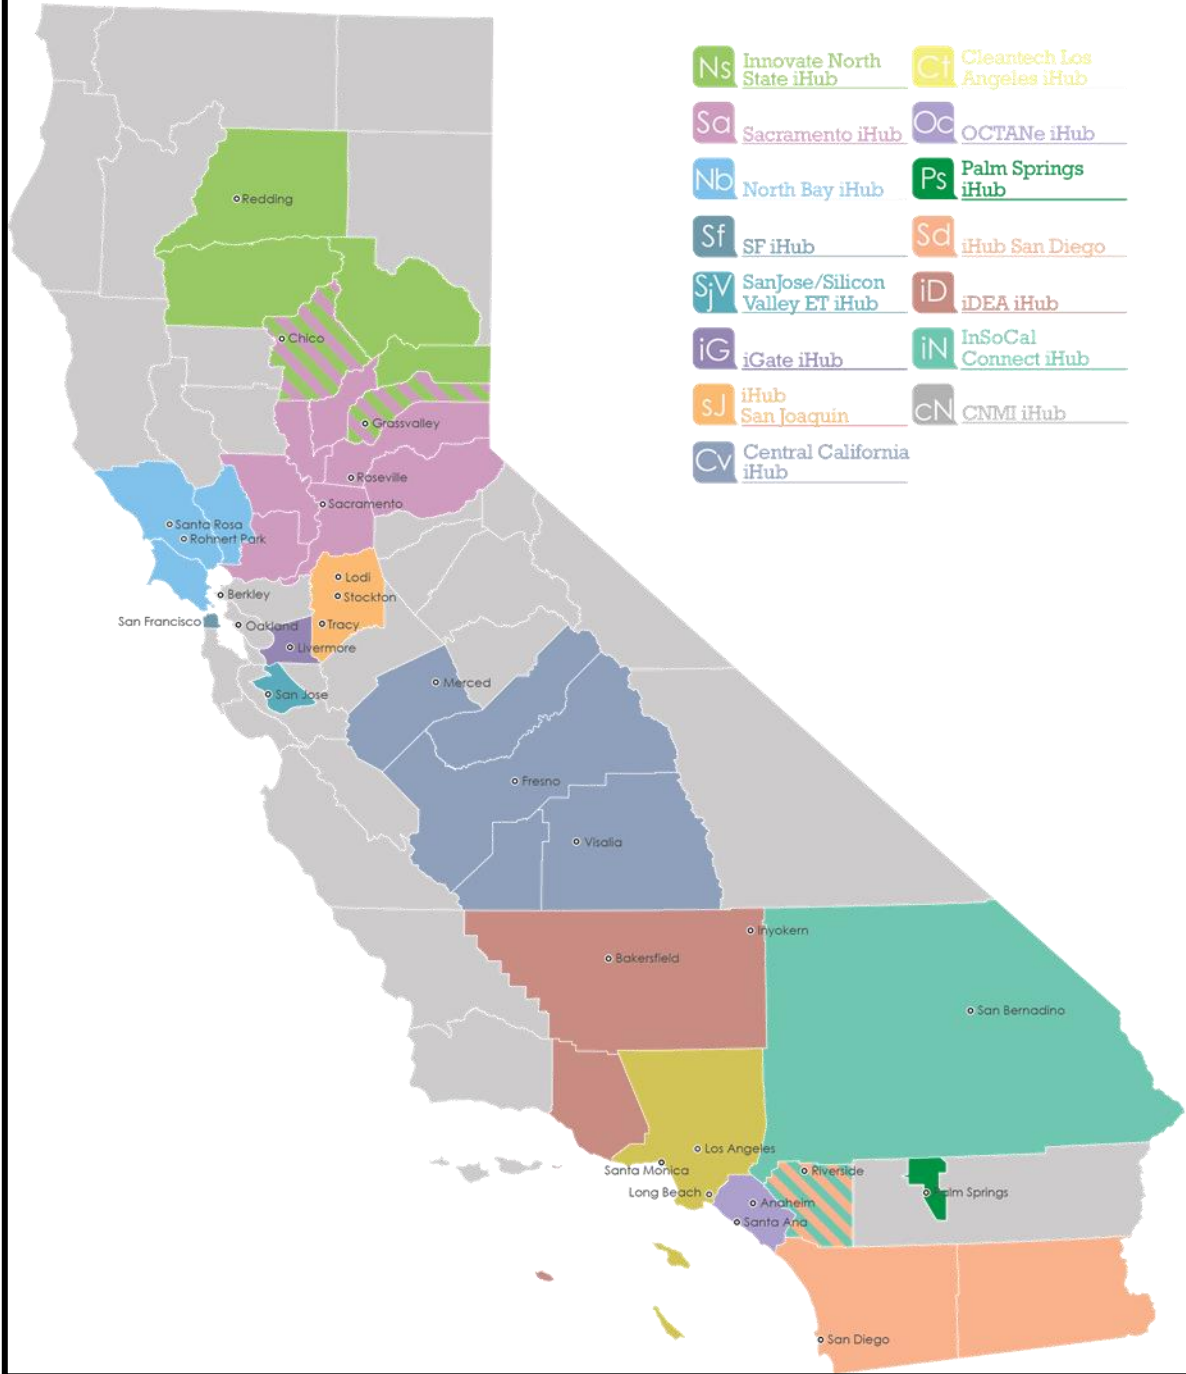 Ns Innovate North
State iHub
Sa Sacramento iHub
Nb North Bay iHub
Sf SF iHub
SjV SanJose/Silicon
Valley ET iHub
iG iGate iHub
sJ iHub
San Joaquin
Cv Central California
iHub
Ct Cleantech Los
Angeles iHub
Oc OCTANe iHub
Ps Palm Springs
iHub
Sd iHub San Diego
iD iDEA iHub
iN InSoCal
Connect iHub
cN CNMI iHub
Redding
Chico
Grassvalley
Roseville
Sacramento
Santa Rosa
Rohnert Park
Lodi
Berkley
Stockton
San Francisco
Oakland
Tracy
Livermore
Merced
San Jose
Fresno
Visalia
Inyokern
Bakersfield
San Bernadino
Los Angeles
Santa Monica
Riverside
Long Beach
Palm Springs
Anaheim
Santa Ana
San Diego